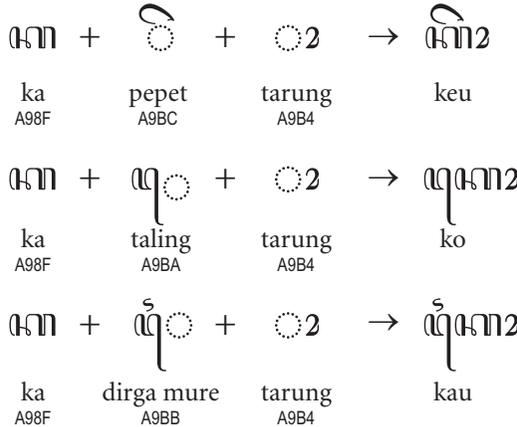 ꦏ + ◌ꦼ + ◌ꦴ → ꦏꦼꦴ
ka pepet tarung keu
A98F A9BC A9B4
ꦏ + ꦺ◌ + ◌ꦴ → ꦏꦺꦴ
ka taling tarung ko
A98F A9BA A9B4
ꦏ + ꦻ◌ + ◌ꦴ → ꦏꦻꦴ
ka dirga mure tarung kau
A98F A9BB A9B4